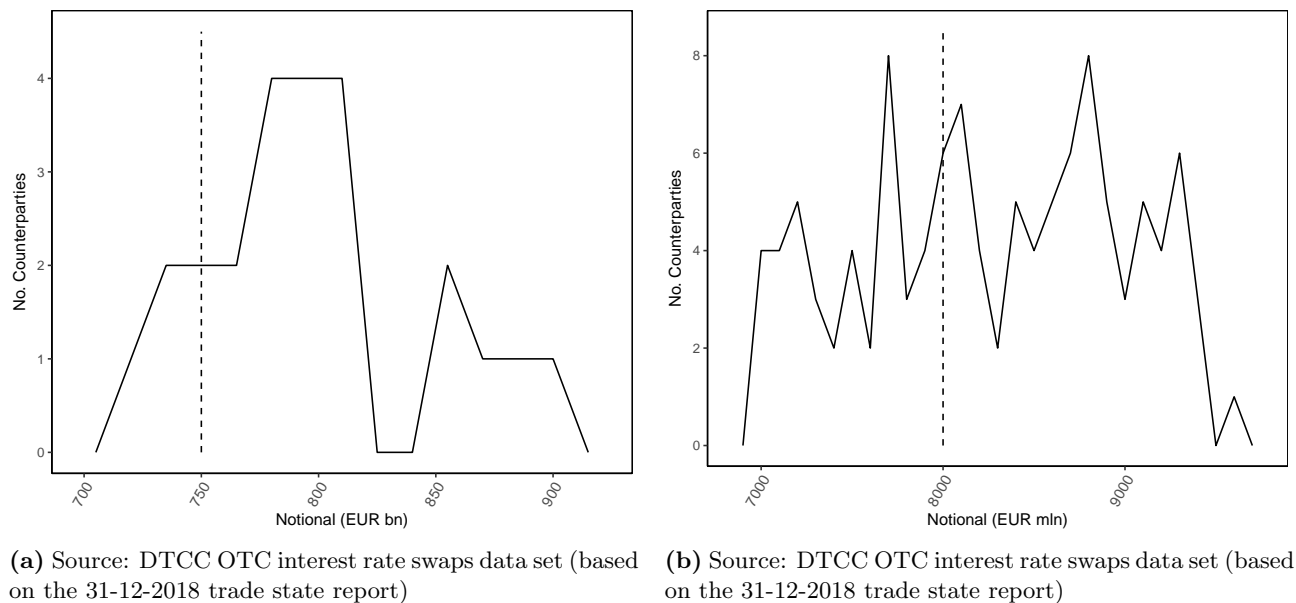 4
3
2
1
0
No. Counterparties
700
750
800
850
900
Notional (EUR bn)
8
6
4
2
0
No. Counterparties
7000
8000
9000
Notional (EUR mln)
(a) Source: DTCC OTC interest rate swaps data set (based
on the 31-12-2018 trade state report)
(b) Source: DTCC OTC interest rate swaps data set (based
on the 31-12-2018 trade state report)